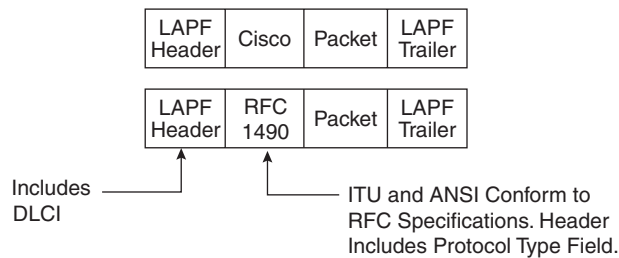 LAPF Header Cisco Packet LAPF Trailer
LAPF Header RFC 1490 Packet LAPF Trailer
Includes
DLCI
ITU and ANSI Conform to
RFC Specifications. Header
Includes Protocol Type Field.